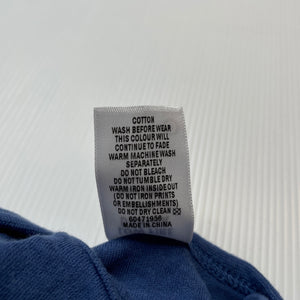 COTTON
WASH BEFORE WEAR
THIS COLOUR WILL
CONTINUE TO FADE
WARM MACHINE WASH
SEPARATELY
DO NOT BLEACH
DO NOT TUMBLE DRY
WARM IRON INSIDE OUT
(DO NOT IRON PRINTS
OR EMBELLISHMENTS)
DO NOT DRY CLEAN
60471936
MADE IN CHINA